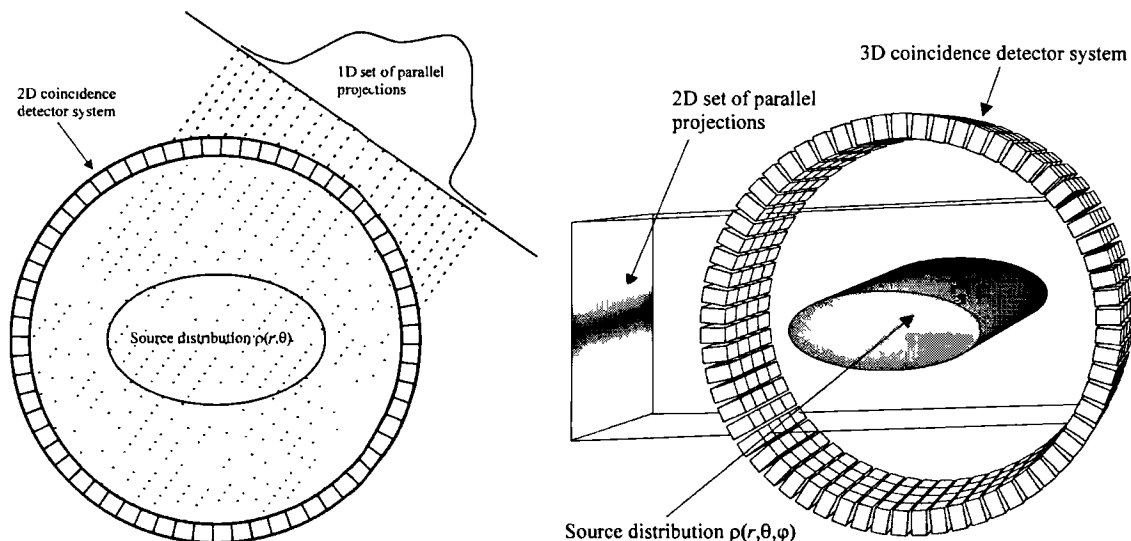 1D set of parallel
projections
2D coincidence
detector system
Source distribution ρ(r,θ)
3D coincidence detector system
2D set of parallel
projections
Source distribution ρ(r,θ,φ)